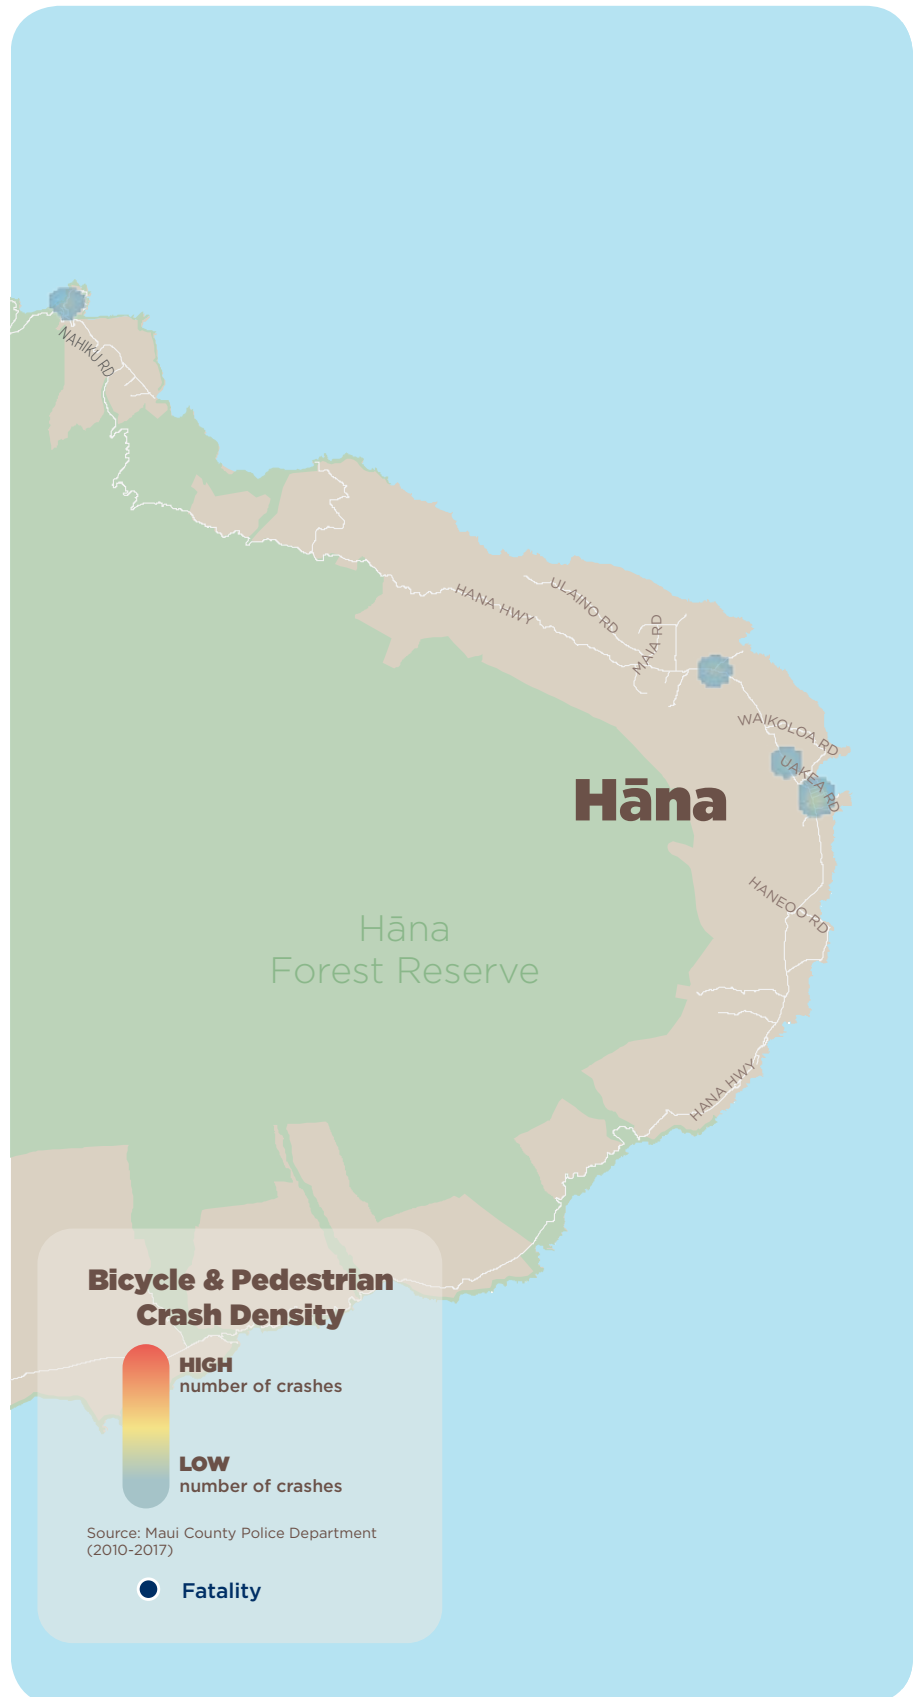 NAHIKU RD
HANA HWY
ULAINO RD
MAIA RD
WAIKOLOA RD
UAKEA RD
Hāna
HANEOO RD
Hāna
Forest Reserve
HANA HWY
Bicycle & Pedestrian
Crash Density
HIGH
number of crashes
LOW
number of crashes
Source: Maui County Police Department
(2010-2017)
Fatality